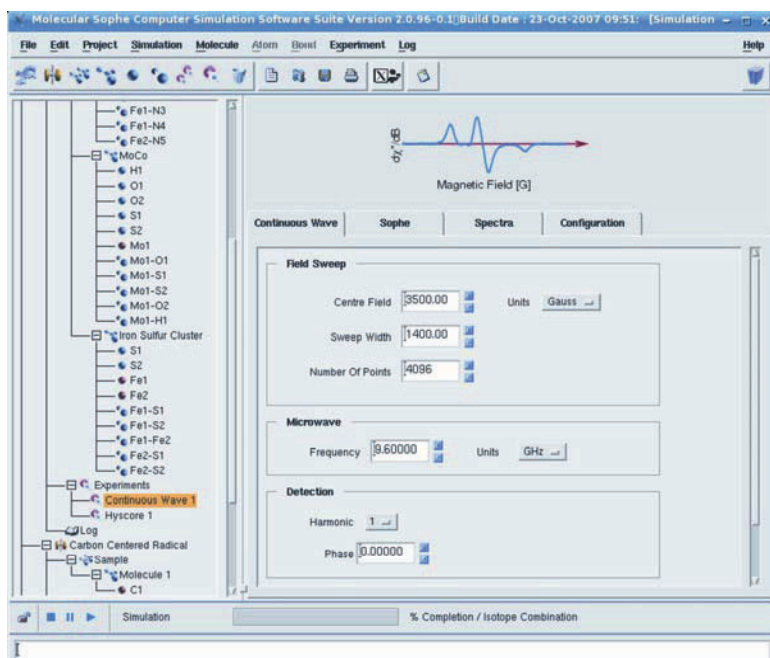 Molecular Sophe Computer Simulation Software Suite Version 2.0.96-0.1 Build Date : 23-Oct-2007 09:51: [Simulation
File Edit Project Simulation Molecule Atom Bond Experiment Log Help
Fe1-N3
Fe1-N4
Fe2-N5
MoCo
H1
O1
O2
S1
S2
Mo1
Mo1-O1
Mo1-S1
Mo1-S2
Mo1-O2
Mo1-H1
Iron Sulfur Cluster
S1
S2
Fe1
Fe2
Fe1-S1
Fe1-S2
Fe1-Fe2
Fe2-S1
Fe2-S2
Experiments
Continuous Wave 1
Hyscore 1
Log
Carbon Centered Radical
Sample
Molecule 1
C1
dχ"/dB
Magnetic Field [G]
Continuous Wave Sophe Spectra Configuration
Field Sweep
Centre Field 3500.00 Units Gauss
Sweep Width 1400.00
Number Of Points 4096
Microwave
Frequency 9.60000 Units GHz
Detection
Harmonic 1
Phase 0.00000
Simulation % Completion / Isotope Combination